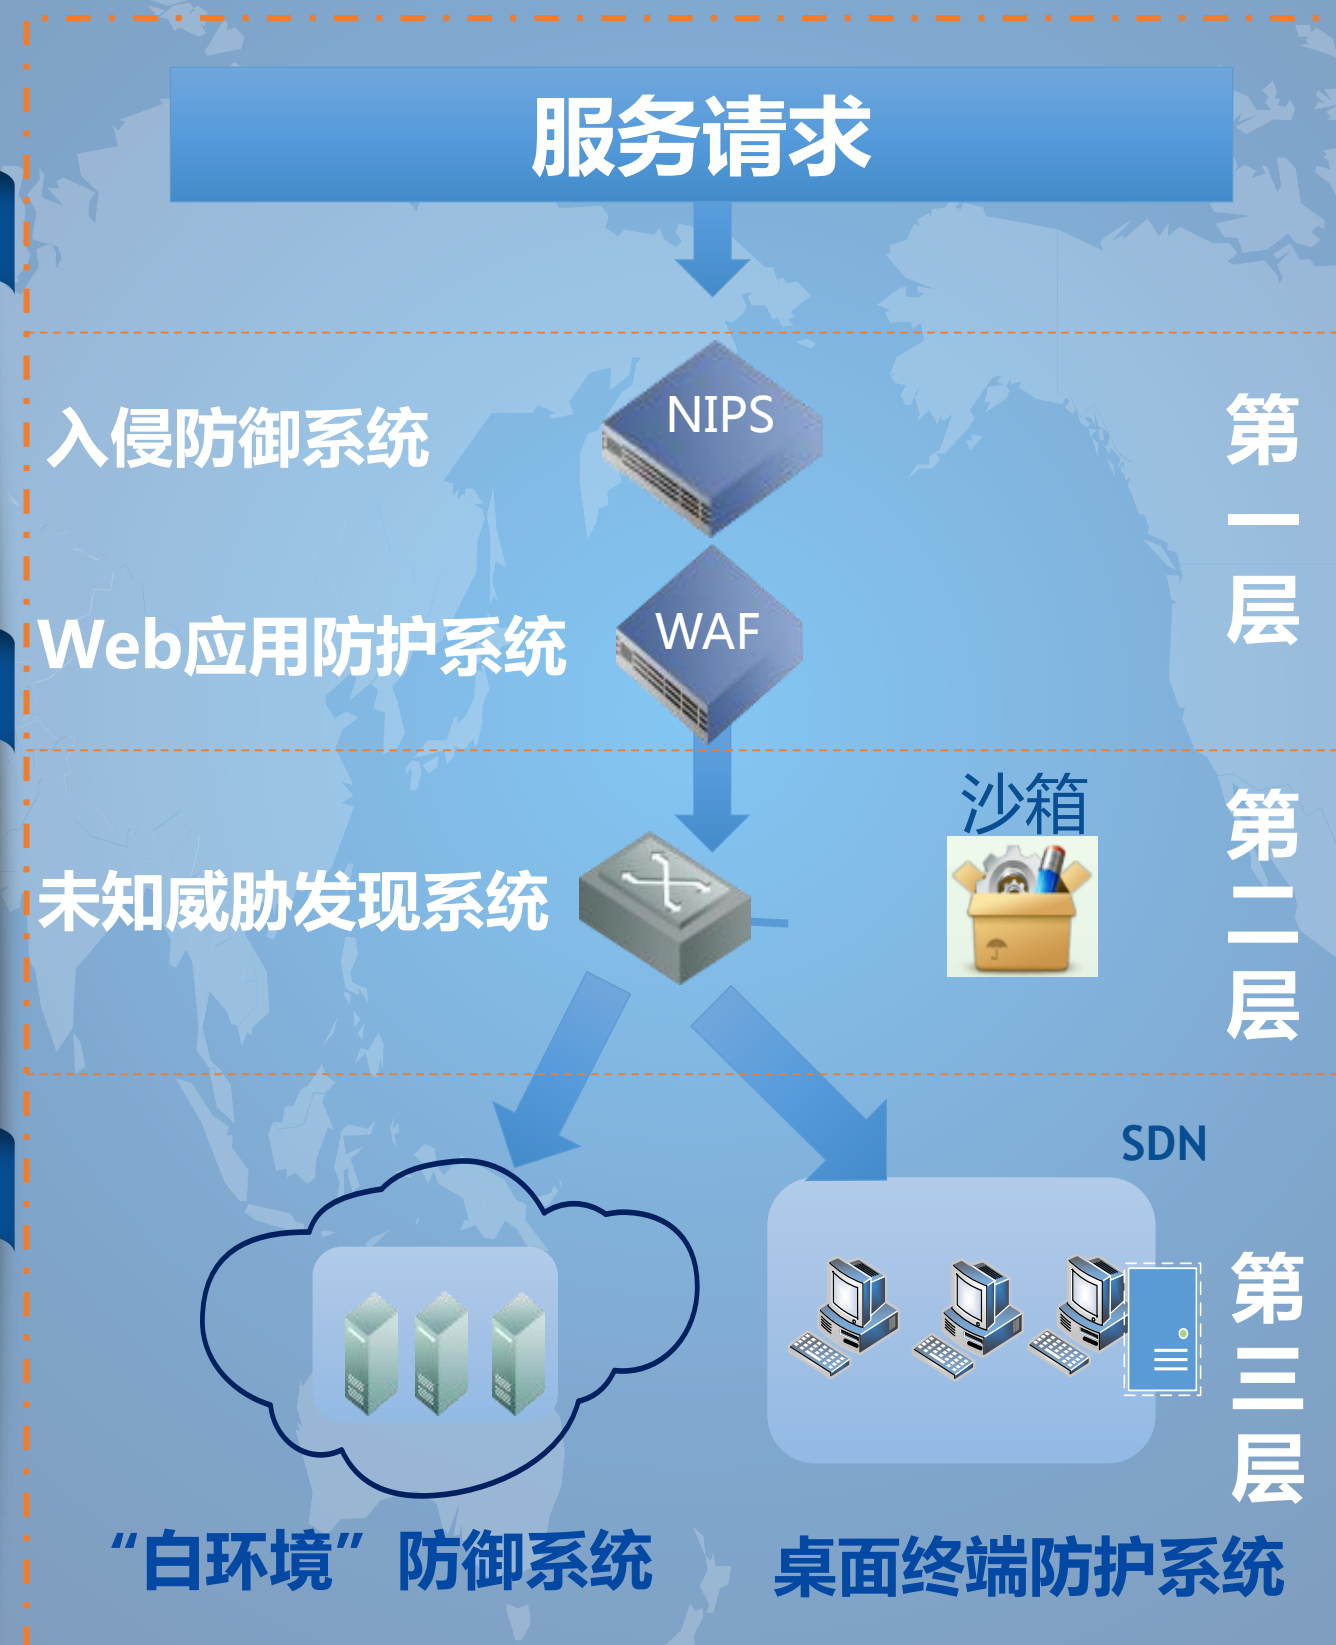 服务请求
入侵防御系统
NIPS
第一层
Web应用防护系统
WAF
沙箱
未知威胁发现系统
第二层
SDN
第三层
“白环境”防御系统
桌面终端防护系统